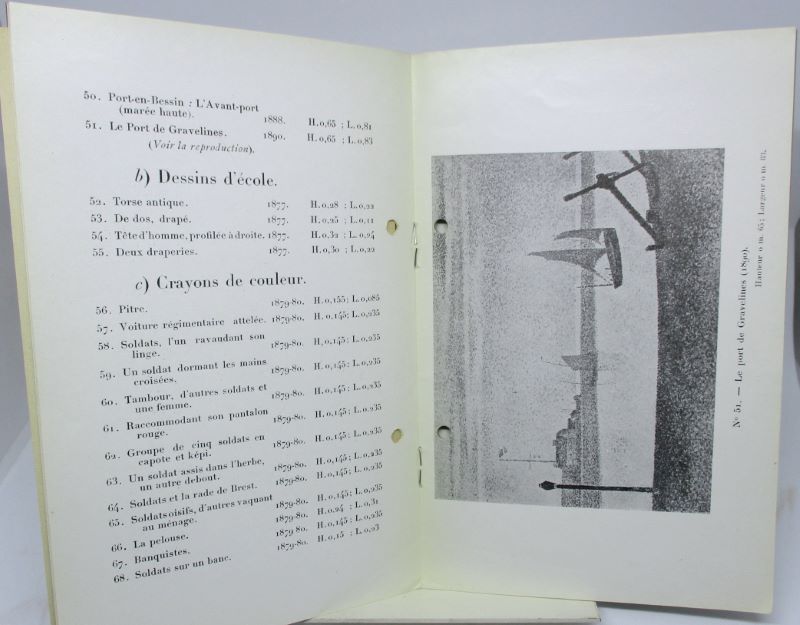 50. Port-en-Bessin : L'Avant-port
(marée haute). 1888. H. 0,65 ; L. 0,81
51. Le Port de Gravelines. 1890. H. 0,65 ; L. 0,83
(Voir la reproduction).
b) Dessins d'école.
52. Torse antique. 1877. H. 0,28 ; L. 0,22
53. De dos, drapé. 1877. H. 0,25 ; L. 0,11
54. Tête d'homme, profilée à droite. 1877. H. 0,32 ; L. 0,24
55. Deux draperies. 1877. H. 0,30 ; L. 0,22
c) Crayons de couleur.
56. Pitre. 1879-80. H. 0,155 ; L. 0,085
57. Voiture régimentaire attelée. 1879-80. H. 0,145 ; L. 0,235
58. Soldats, l'un ravaudant son
linge. 1879-80. H. 0,145 ; L. 0,235
59. Un soldat dormant les mains
croisées. 1879-80. H. 0,145 ; L. 0,235
60. Tambour, d'autres soldats et
une femme. 1879-80. H. 0,145 ; L. 0,235
61. Raccommodant son pantalon
rouge. 1879-80. H. 0,145 ; L. 0,235
62. Groupe de cinq soldats en
capote et képi. 1879-80. H. 0,145 ; L. 0,235
63. Un soldat assis dans l'herbe,
un autre debout. 1879-80. H. 0,145 ; L. 0,235
64. Soldats et la rade de Brest. 1879-80. H. 0,145 ; L. 0,235
65. Soldats oisifs, d'autres vaquant
au ménage. 1879-80. H. 0,145 ; L. 0,235
66. La pelouse. 1879-80. H. 0,24 ; L. 0,31
67. Banquistes. 1879-80. H. 0,145 ; L. 0,235
68. Soldats sur un banc. 1879-80. H. 0,15 ; L. 0,23
N° 51. — Le port de Gravelines (1890).
Hauteur 0 m. 65 ; Largeur 0 m. 83.